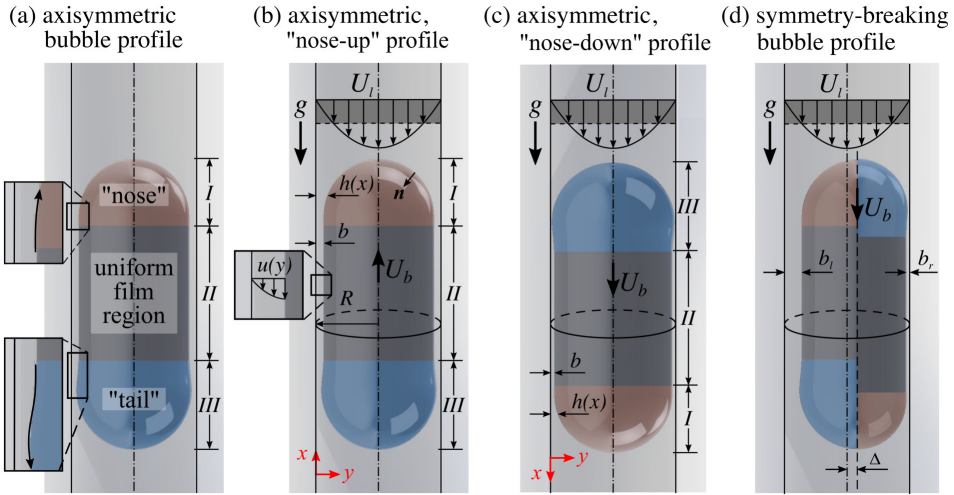 (a) axisymmetric
bubble profile
"nose"
uniform
film
region
"tail"
I
II
III
(b) axisymmetric,
"nose-up" profile
U_l
g
h(x)
n
b
u(y)
U_b
R
I
II
III
x
y
(c) axisymmetric,
"nose-down" profile
U_l
g
U_b
b
h(x)
III
II
I
x
y
(d) symmetry-breaking
bubble profile
U_l
g
U_b
b_l
b_r
Δ